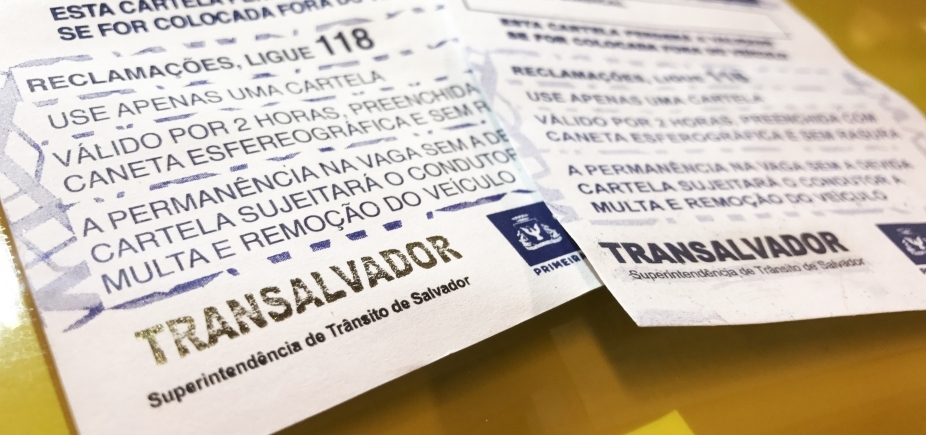 ESTA CARTELA
SE FOR COLOCADA FORA DO
RECLAMAÇÕES, LIGUE 118
USE APENAS UMA CARTELA
VÁLIDO POR 2 HORAS, PREENCHIDA
CANETA ESFEREOGRÁFICA E SEM
A PERMANÊNCIA NA VAGA SEM A DE
CARTELA SUJEITARÁ O CONDUTOR
MULTA E REMOÇÃO DO VEÍCULO
TRANSALVADOR
Superintendência de Trânsito de Salvador
PRIMEIRA
ESTA CARTELA PERDERÁ A VALIDADE
SE FOR COLOCADA FORA DO VEÍCULO
RECLAMAÇÕES, LIGUE 118
USE APENAS UMA CARTELA
VÁLIDO POR 2 HORAS, PREENCHIDA COM
CANETA ESFEROGRÁFICA E SEM RASURA
A PERMANÊNCIA NA VAGA SEM A DEVIDA
CARTELA SUJEITARÁ O CONDUTOR A
MULTA E REMOÇÃO DO VEÍCULO
TRANSALVADOR
Superintendência de Trânsito de Salvador